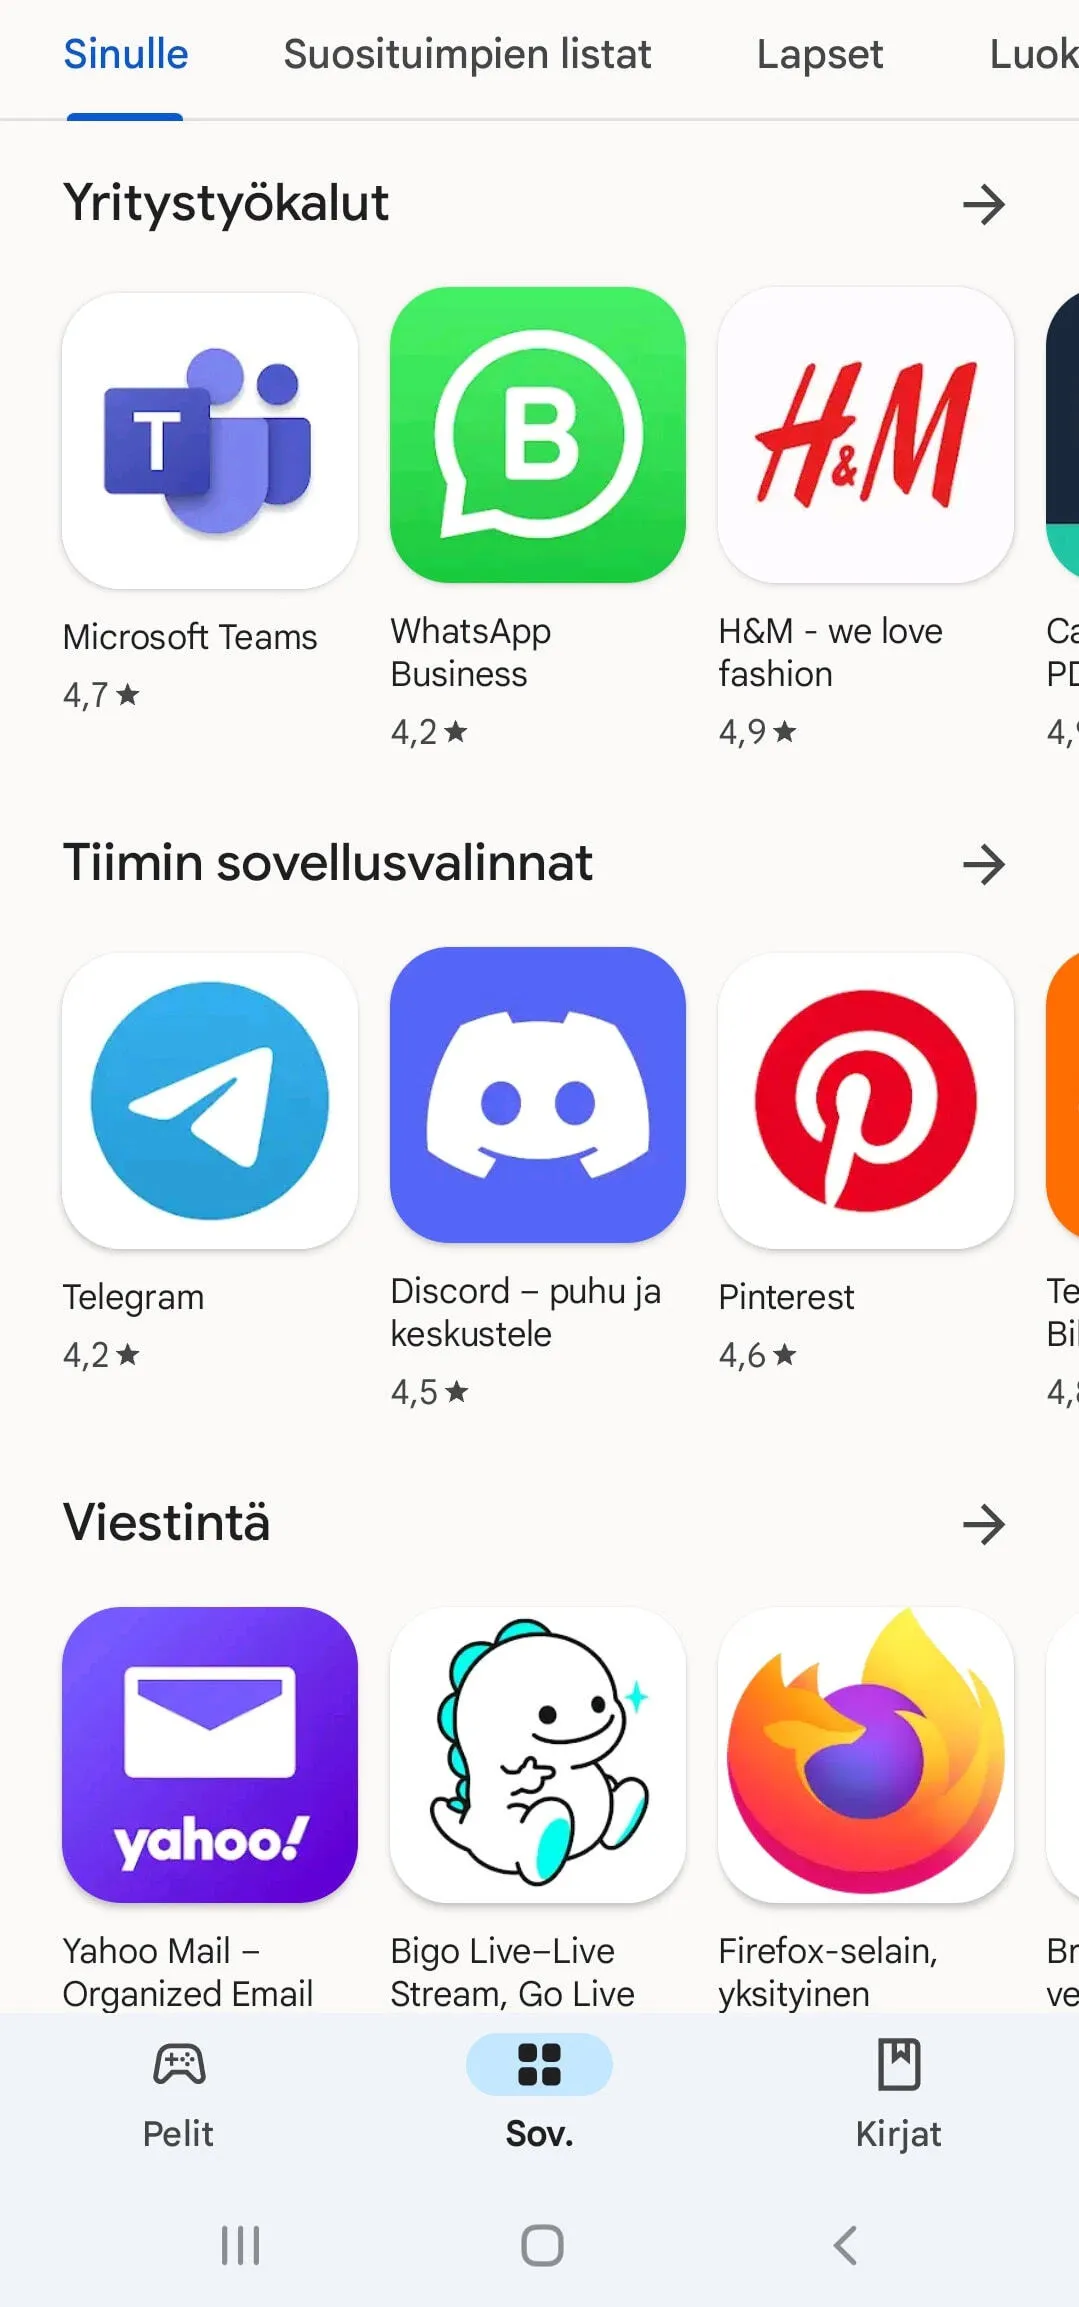 Sinulle Suosituimpien listat Lapset Luok
Yritystyökalut
T
B
H&M
Microsoft Teams
4,7
WhatsApp
Business
4,2
H&M - we love
fashion
4,9
Ca
PD
4,9
Tiimin sovellusvalinnat
Telegram
4,2
Discord – puhu ja
keskustele
4,5
Pinterest
4,6
Te
Bil
4,8
Viestintä
yahoo!
Yahoo Mail –
Organized Email
Bigo Live–Live
Stream, Go Live
Firefox-selain,
yksityinen
Br
ve
Pelit Sov. Kirjat